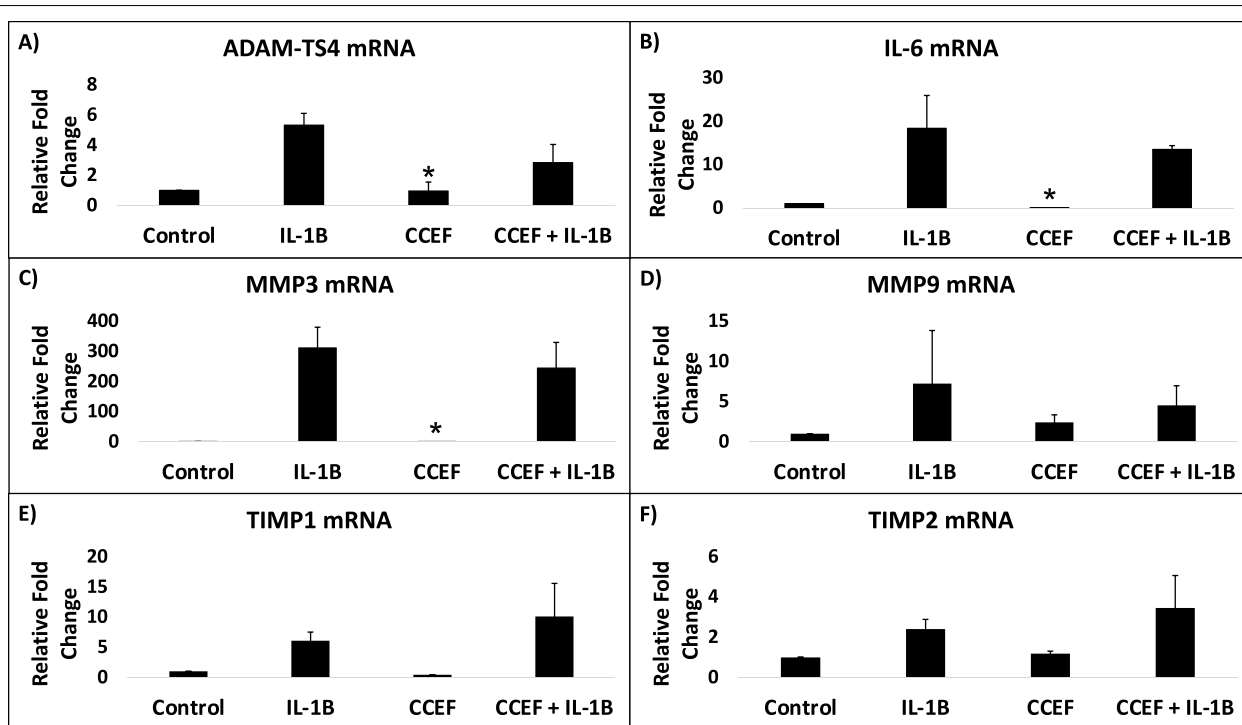 A)
ADAM-TS4 mRNA
Relative Fold
Change
8
6
4
2
0
*
Control IL-1B CCEF CCEF + IL-1B
B)
IL-6 mRNA
Relative Fold
Change
30
20
10
0
*
Control IL-1B CCEF CCEF + IL-1B
C)
MMP3 mRNA
Relative Fold
Change
400
300
200
100
0
*
Control IL-1B CCEF CCEF + IL-1B
D)
MMP9 mRNA
Relative Fold
Change
15
10
5
0
Control IL-1B CCEF CCEF + IL-1B
E)
TIMP1 mRNA
Relative Fold
Change
20
15
10
5
0
Control IL-1B CCEF CCEF + IL-1B
F)
TIMP2 mRNA
Relative Fold
Change
6
4
2
0
Control IL-1B CCEF CCEF + IL-1B